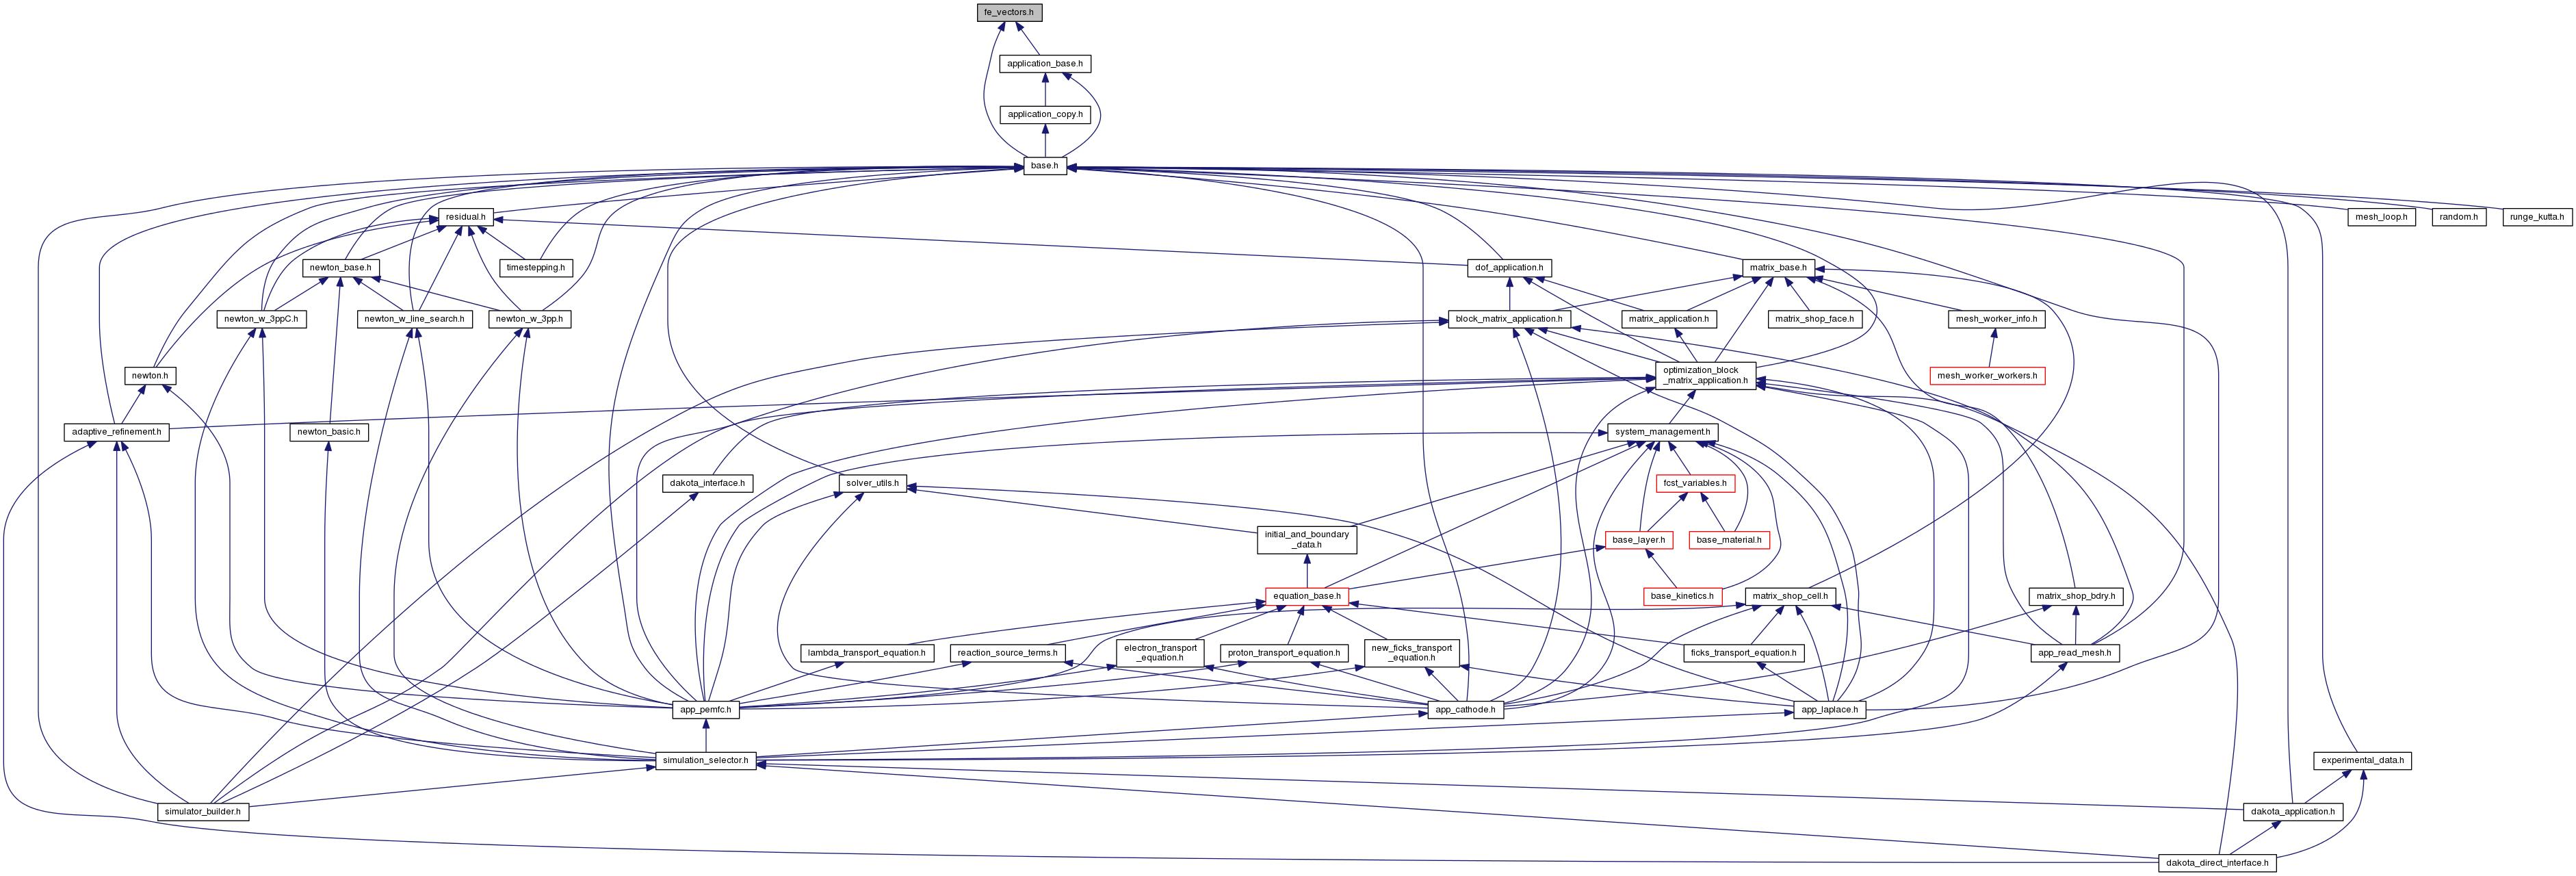 fe_vectors.h
application_base.h
application_copy.h
base.h
residual.h
mesh_loop.h
random.h
runge_kutta.h
newton_base.h
timestepping.h
dof_application.h
matrix_base.h
newton_w_3ppC.h
newton_w_line_search.h
newton_w_3pp.h
block_matrix_application.h
matrix_application.h
matrix_shop_face.h
mesh_worker_info.h
newton.h
optimization_block
_matrix_application.h
mesh_worker_workers.h
adaptive_refinement.h
newton_basic.h
system_management.h
dakota_interface.h
solver_utils.h
fcst_variables.h
initial_and_boundary
_data.h
base_layer.h
base_material.h
equation_base.h
base_kinetics.h
matrix_shop_cell.h
matrix_shop_bdry.h
lambda_transport_equation.h
reaction_source_terms.h
electron_transport
_equation.h
proton_transport_equation.h
new_ficks_transport
_equation.h
ficks_transport_equation.h
app_read_mesh.h
app_pemfc.h
app_cathode.h
app_laplace.h
simulation_selector.h
experimental_data.h
simulator_builder.h
dakota_application.h
dakota_direct_interface.h